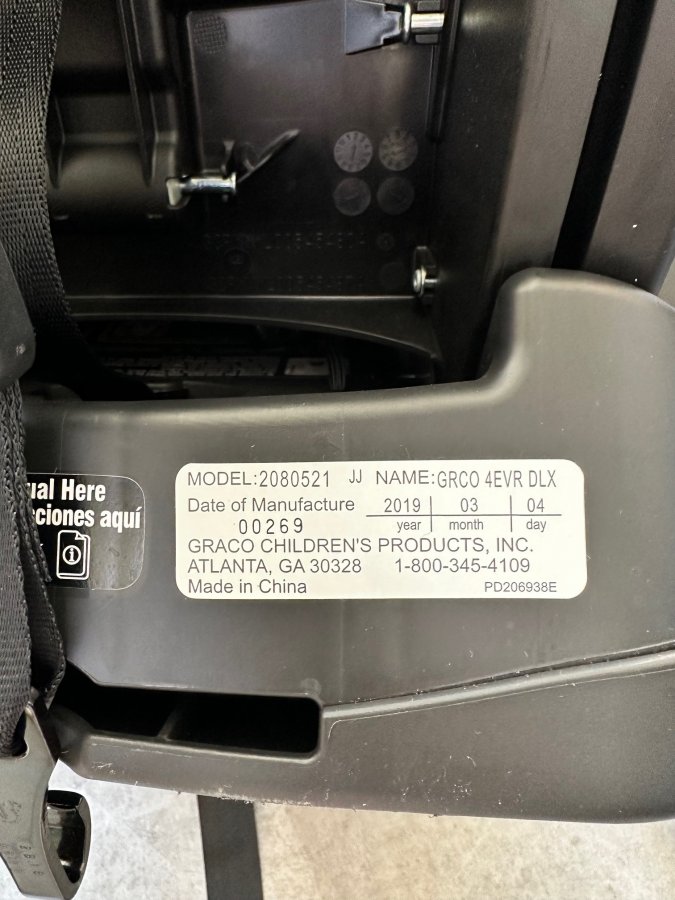 ual Here
cciones aquí
MODEL:2080521 JJ NAME:GRCO 4EVR DLX
Date of Manufacture 2019 03 04
00269 year month day
GRACO CHILDREN'S PRODUCTS, INC.
ATLANTA, GA 30328 1-800-345-4109
Made in China PD206938E